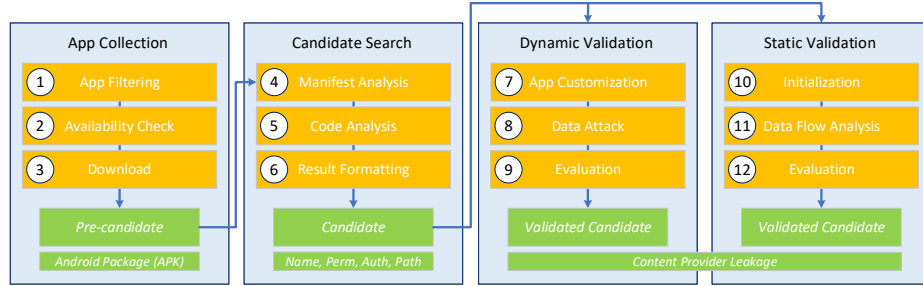 App Collection
1 App Filtering
2 Availability Check
3 Download
Pre-candidate
Android Package (APK)
Candidate Search
4 Manifest Analysis
5 Code Analysis
6 Result Formatting
Candidate
Name, Perm, Auth, Path
Dynamic Validation
7 App Customization
8 Data Attack
9 Evaluation
Validated Candidate
Static Validation
10 Initialization
11 Data Flow Analysis
12 Evaluation
Validated Candidate
Content Provider Leakage